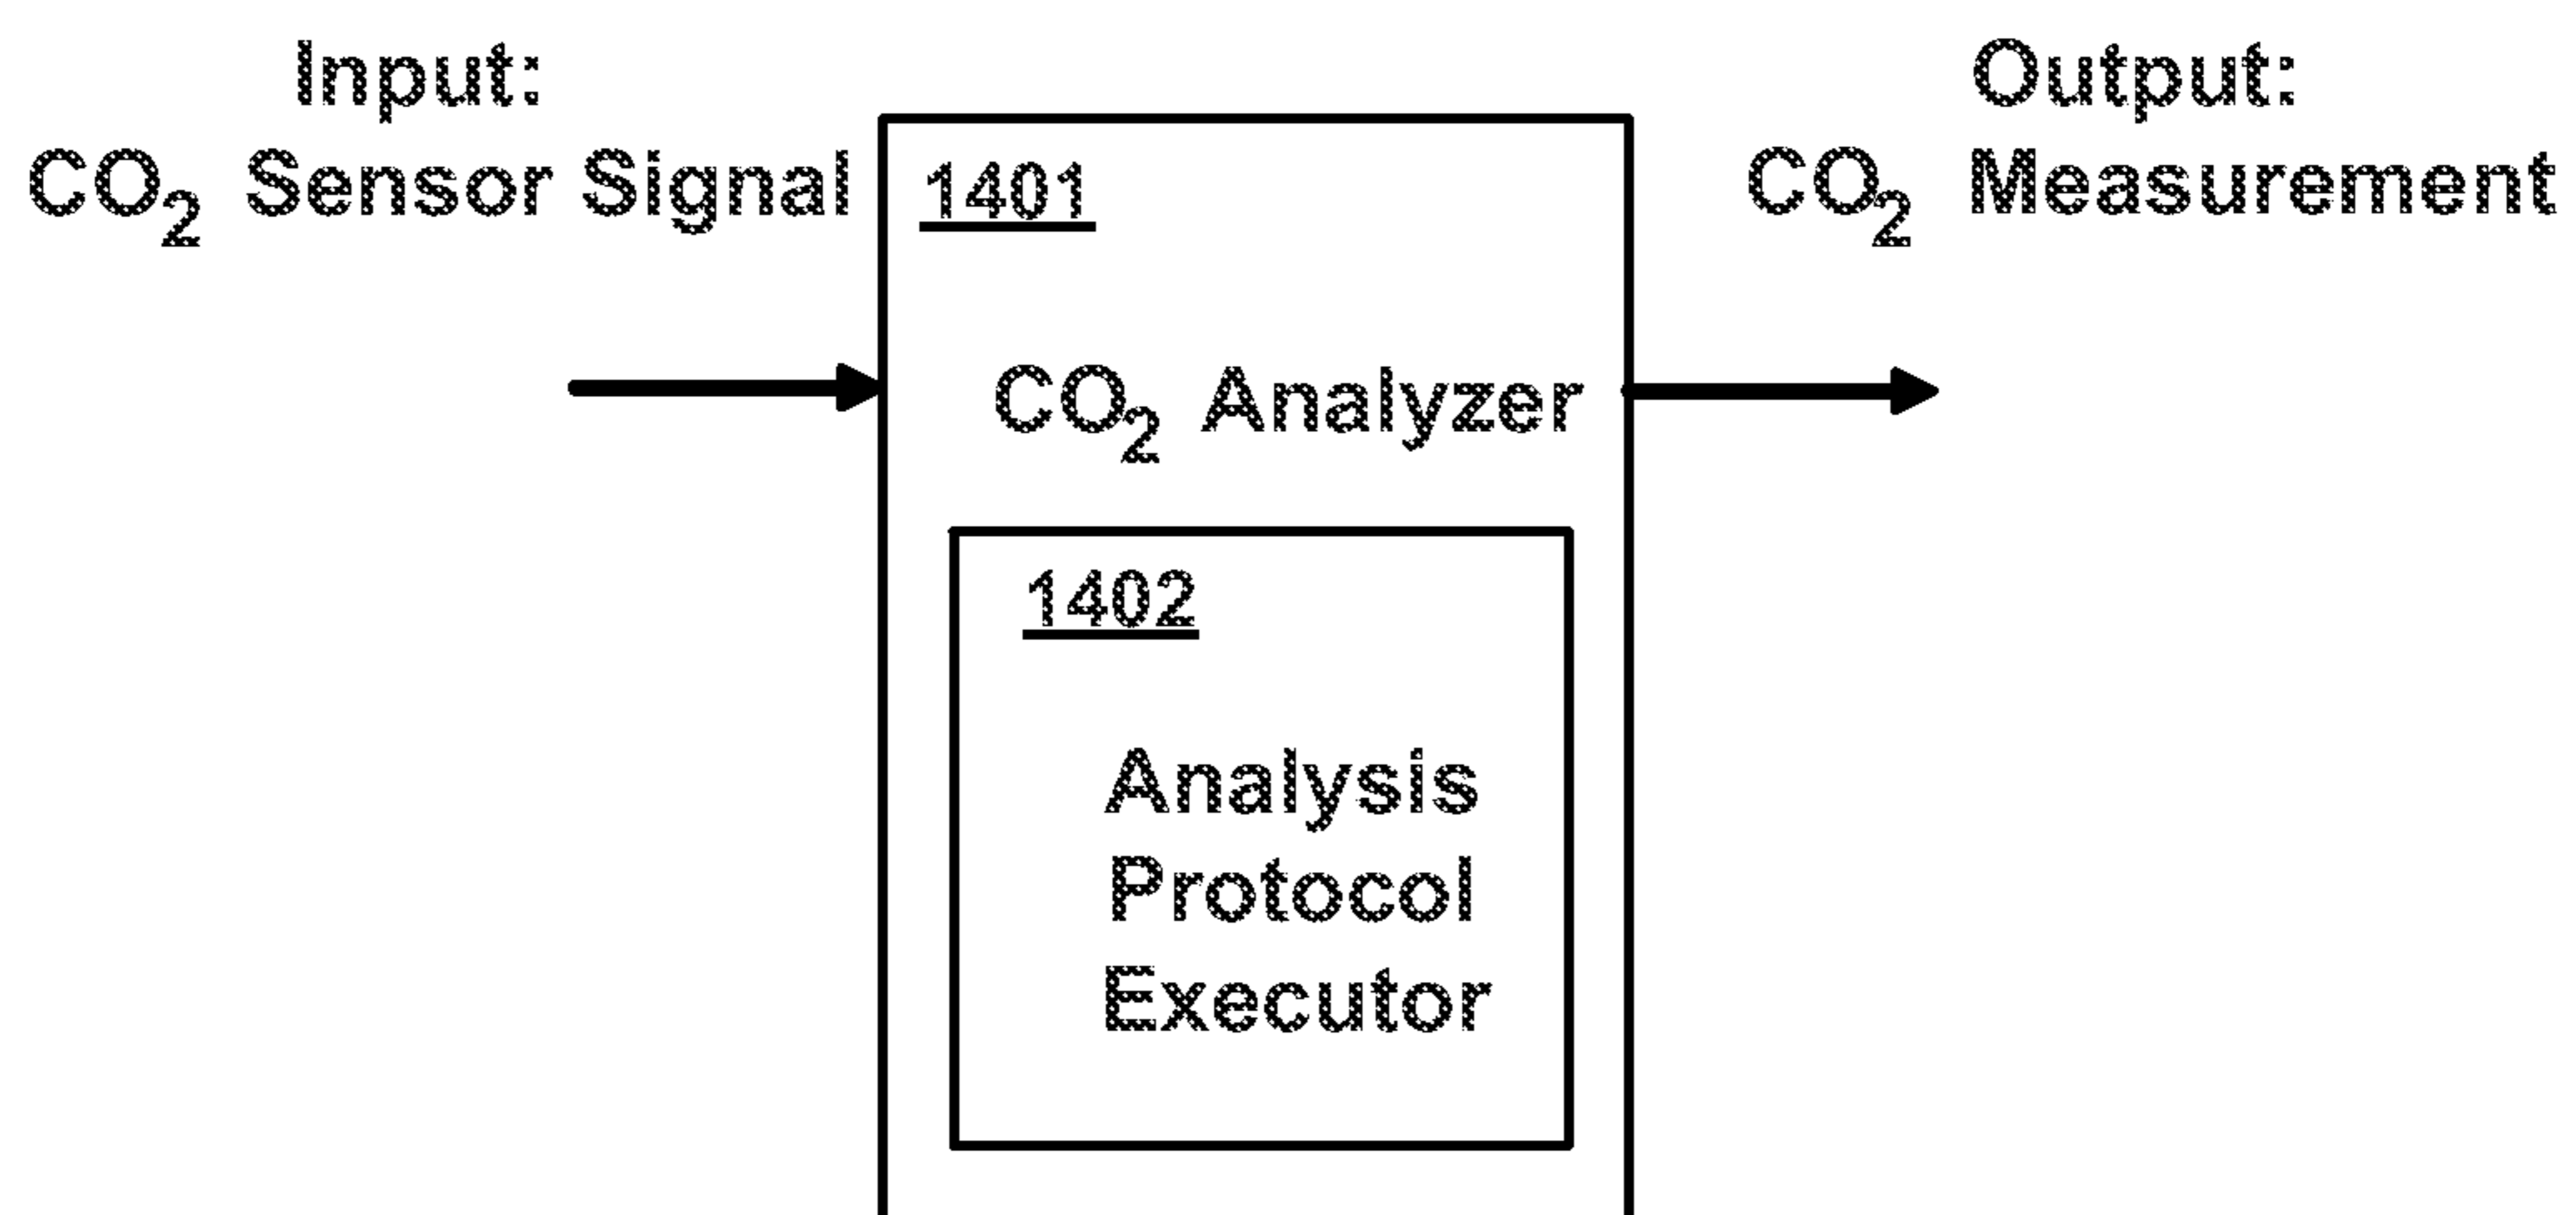 Input:
CO₂ Sensor Signal
1401
CO₂ Analyzer
1402
Analysis
Protocol
Executor
Output:
CO₂ Measurement